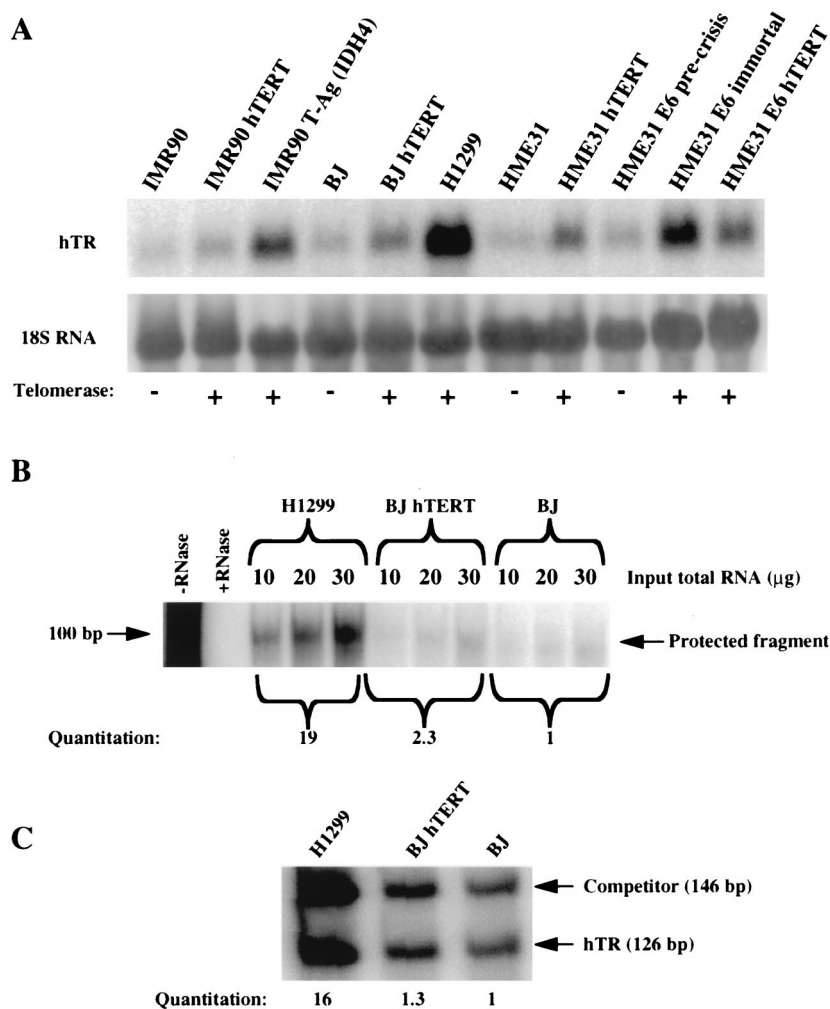 A
IMR90
IMR90 hTERT
IMR90 T-Ag (IDH4)
BJ
BJ hTERT
H1299
HME31
HME31 hTERT
HME31 E6 pre-crisis
HME31 E6 immortal
HME31 E6 hTERT
hTR
18S RNA
Telomerase: - + + - + + - + - + +
B
-RNase
+RNase
H1299 BJ hTERT BJ
10 20 30 10 20 30 10 20 30 Input total RNA (µg)
100 bp
Protected fragment
Quantitation: 19 2.3 1
C
H1299
BJ hTERT
BJ
Competitor (146 bp)
hTR (126 bp)
Quantitation: 16 1.3 1